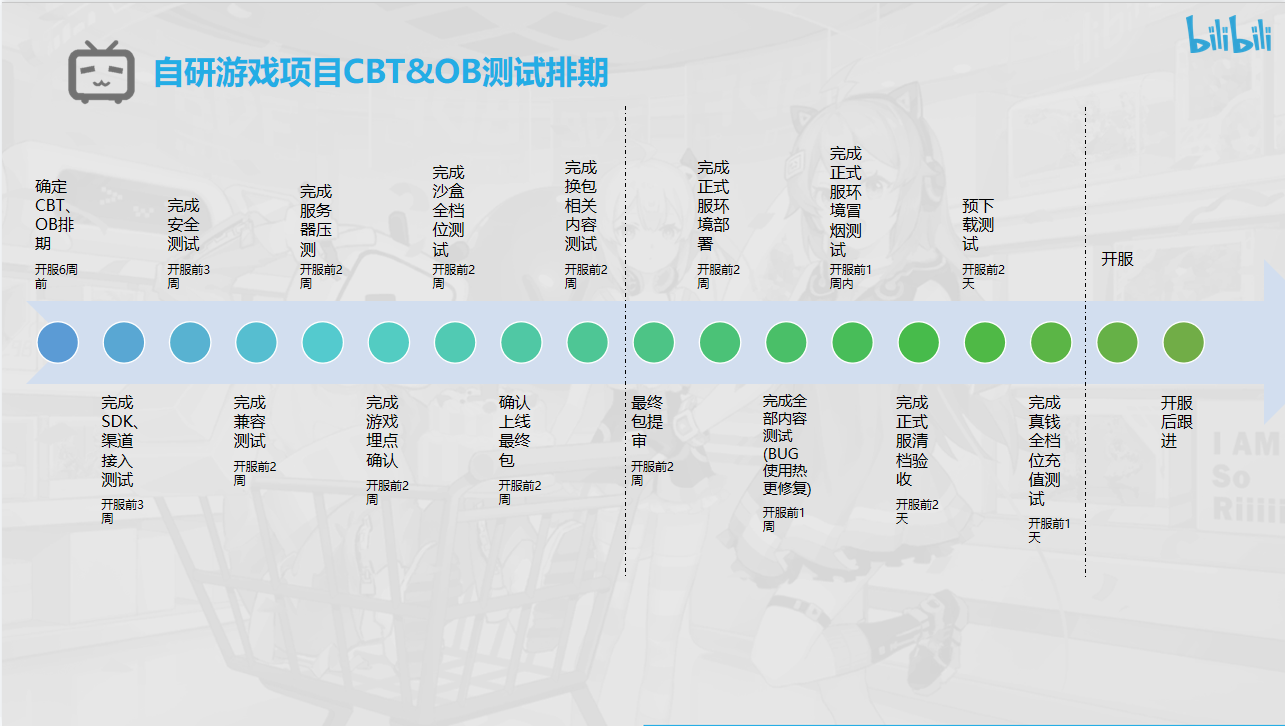 bilibili
自研游戏项目CBT&OB测试排期
确定
CBT、
OB排
期
开服6周
前
完成
SDK、
渠道
接入
测试
开服前3
周
完成
安全
测试
开服前3
周
完成
兼容
测试
开服前2
周
完成
服务
器压
测
开服前2
周
完成
游戏
埋点
确认
开服前2
周
完成
沙盒
全档
位测
试
开服前2
周
确认
上线
最终
包
开服前2
周
完成
换包
相关
内容
测试
开服前2
周
最终
包提
审
开服前2
周
完成
正式
服环
境部
署
开服前2
周
完成全
部内容
测试
(BUG
使用热
更修复)
开服前1
周
完成
正式
服环
境冒
烟测
试
开服前1
周内
完成
正式
服清
档验
收
开服前2
天
预下
载测
试
开服前2
天
完成
真钱
全档
位充
值测
试
开服前1
天
开服
开服
后跟
进
I AM
So
Riiiii